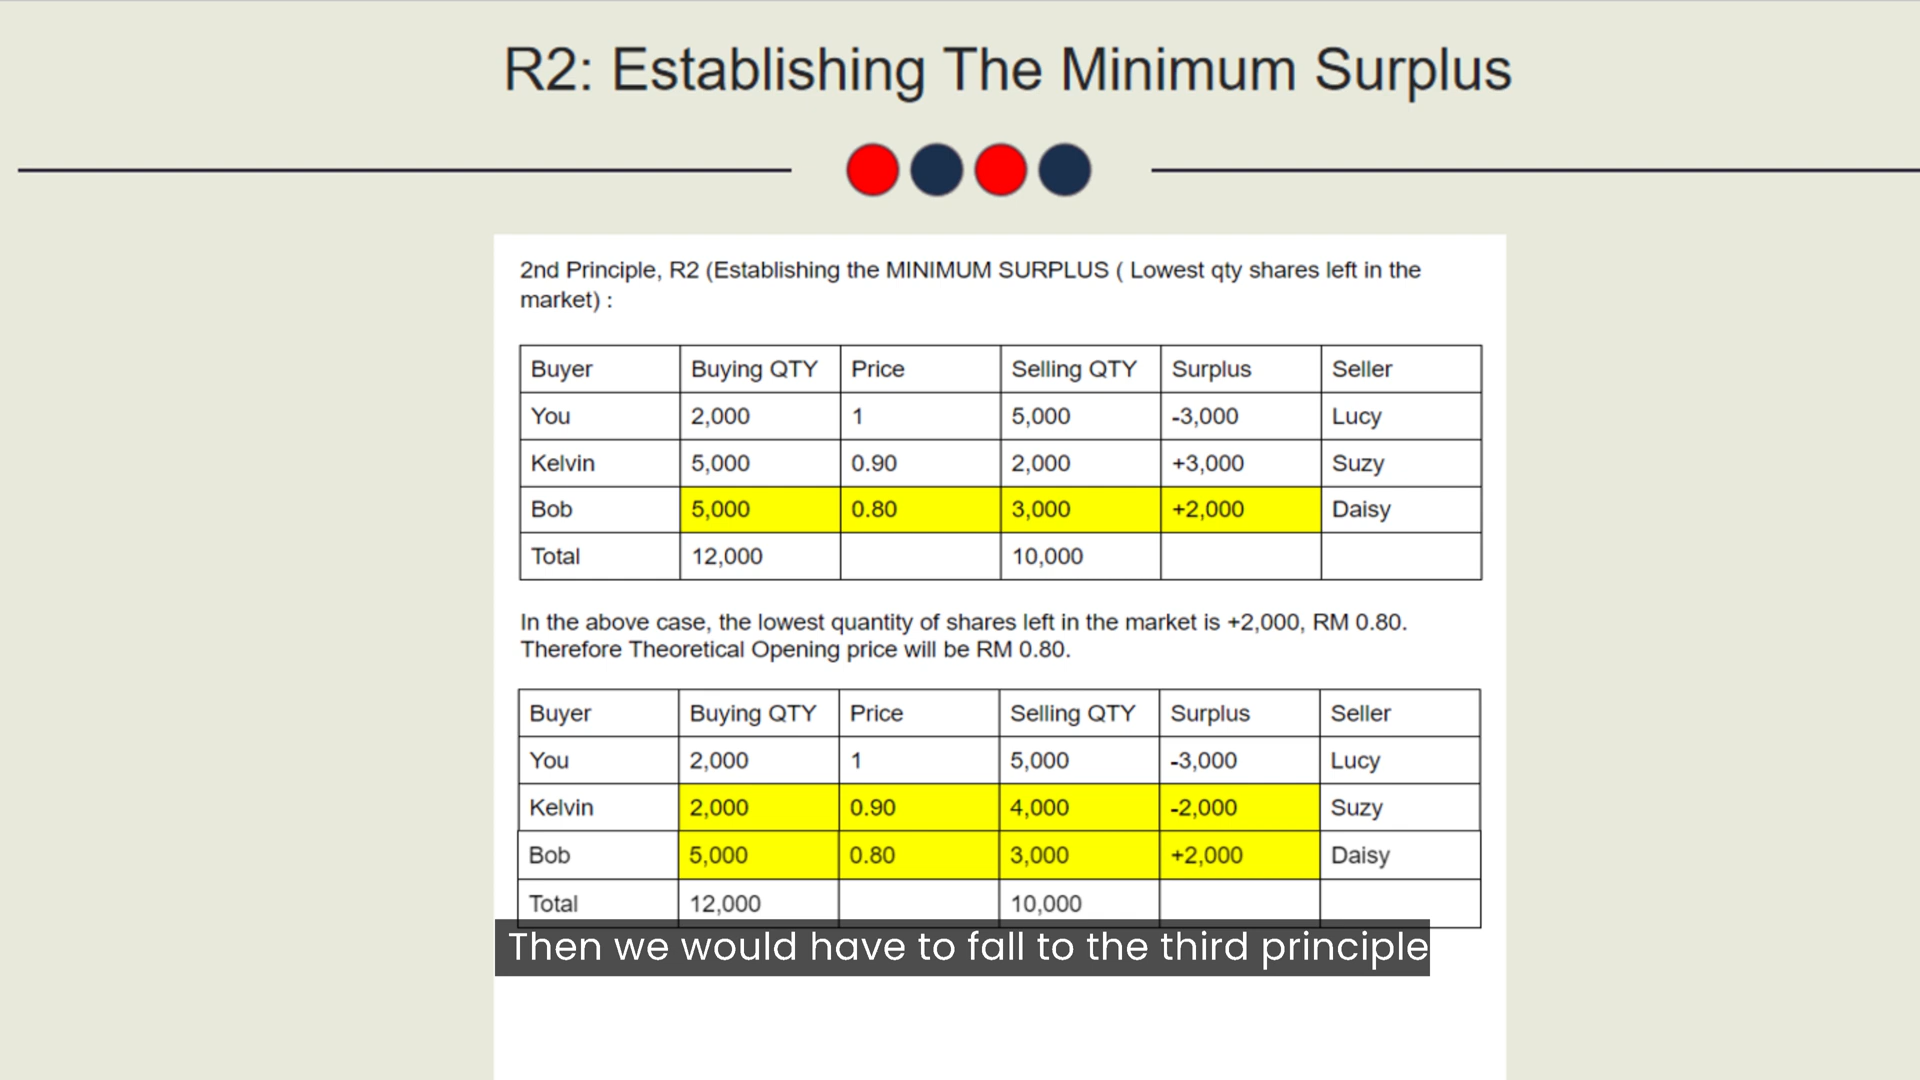 R2: Establishing The Minimum Surplus
2nd Principle, R2 (Establishing the MINIMUM SURPLUS ( Lowest qty shares left in the
market) :
Buyer Buying QTY Price Selling QTY Surplus Seller
You 2,000 1 5,000 -3,000 Lucy
Kelvin 5,000 0.90 2,000 +3,000 Suzy
Bob 5,000 0.80 3,000 +2,000 Daisy
Total 12,000 10,000
In the above case, the lowest quantity of shares left in the market is +2,000, RM 0.80.
Therefore Theoretical Opening price will be RM 0.80.
Buyer Buying QTY Price Selling QTY Surplus Seller
You 2,000 1 5,000 -3,000 Lucy
Kelvin 2,000 0.90 4,000 -2,000 Suzy
Bob 5,000 0.80 3,000 +2,000 Daisy
Total 12,000 10,000
Then we would have to fall to the third principle